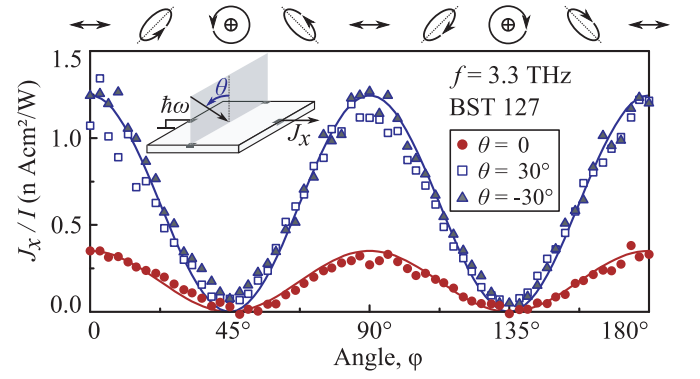 1.5
1.0
0.5
0.0
J_x / I (n Acm²/W)
θ
ħω
J_x
f = 3.3 THz
BST 127
θ = 0
θ = 30°
θ = -30°
0 45° 90° 135° 180°
Angle, φ